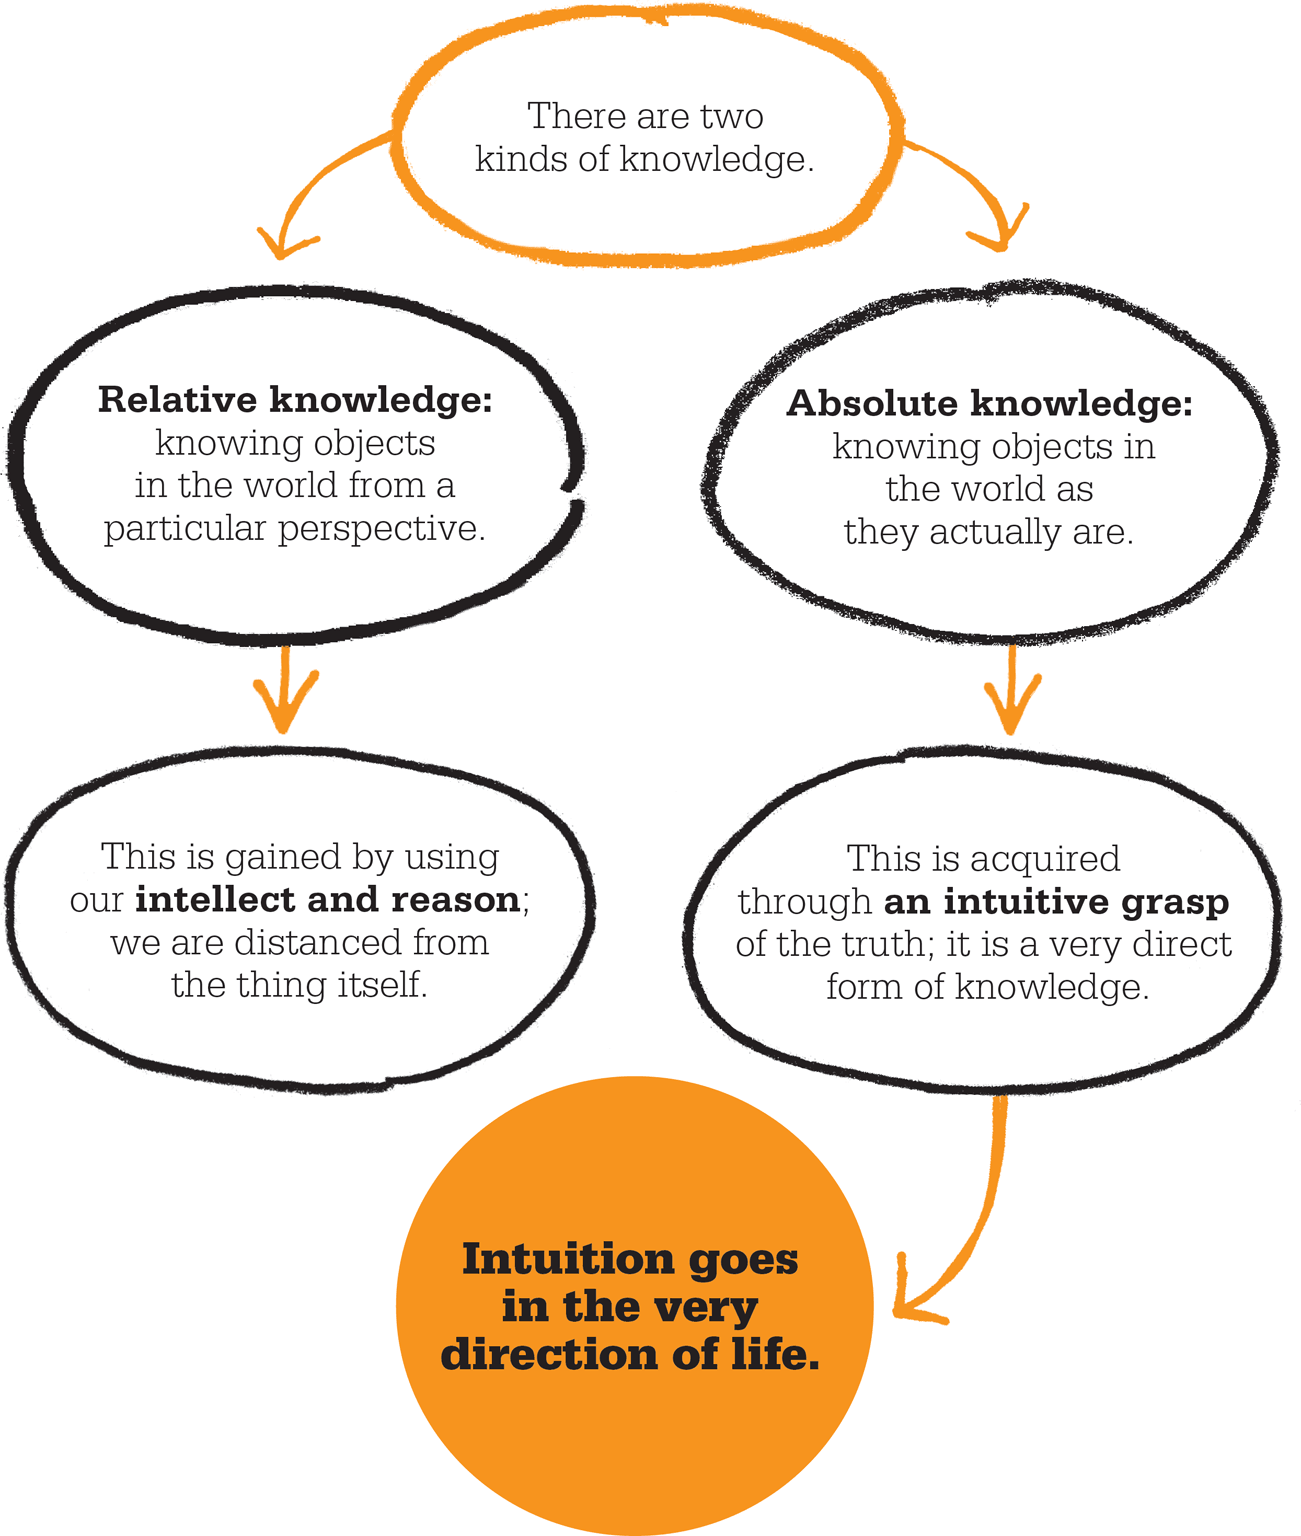 There are two
kinds of knowledge.
Relative knowledge:
knowing objects
in the world from a
particular perspective.
Absolute knowledge:
knowing objects in
the world as
they actually are.
This is gained by using
our intellect and reason;
we are distanced from
the thing itself.
This is acquired
through an intuitive grasp
of the truth; it is a very direct
form of knowledge.
Intuition goes
in the very
direction of life.